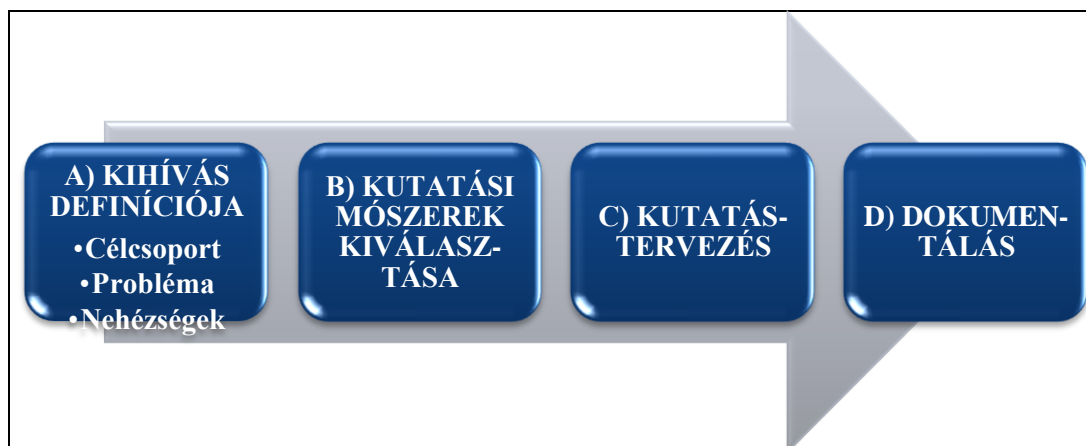 A) KIHÍVÁS
DEFINÍCIÓJA
•Célcsoport
•Probléma
•Nehézségek
B) KUTATÁSI
MÓSZEREK
KIVÁLASZ-
TÁSA
C) KUTATÁS-
TERVEZÉS
D) DOKUMEN-
TÁLÁS